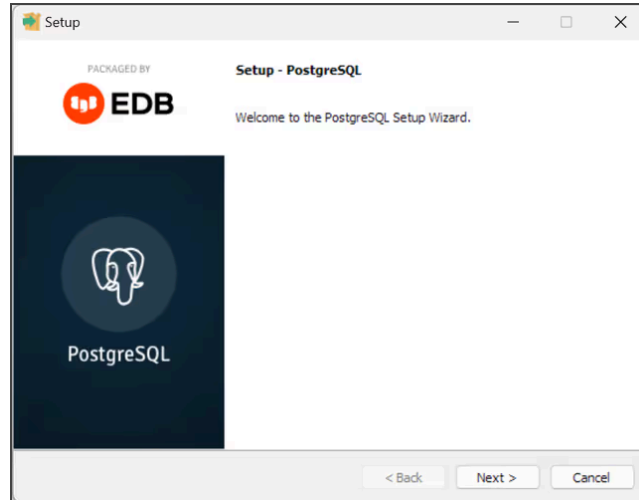 Setup
PACKAGED BY
EDB
Setup - PostgreSQL
Welcome to the PostgreSQL Setup Wizard.
PostgreSQL
< Back
Next >
Cancel